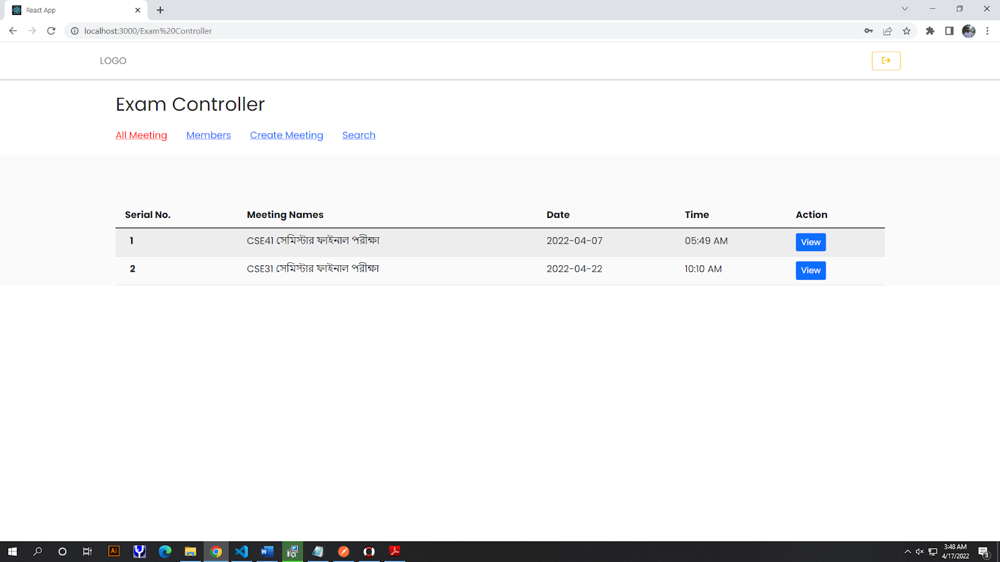 React App
localhost:3000/Exam%20Controller
LOGO
Exam Controller
All Meeting Members Create Meeting Search
Serial No. Meeting Names Date Time Action
1 CSE41 সেমিস্টার ফাইনাল পরীক্ষা 2022-04-07 05:49 AM View
2 CSE31 সেমিস্টার ফাইনাল পরীক্ষা 2022-04-22 10:10 AM View
Ai
3:48 AM
4/17/2022
3